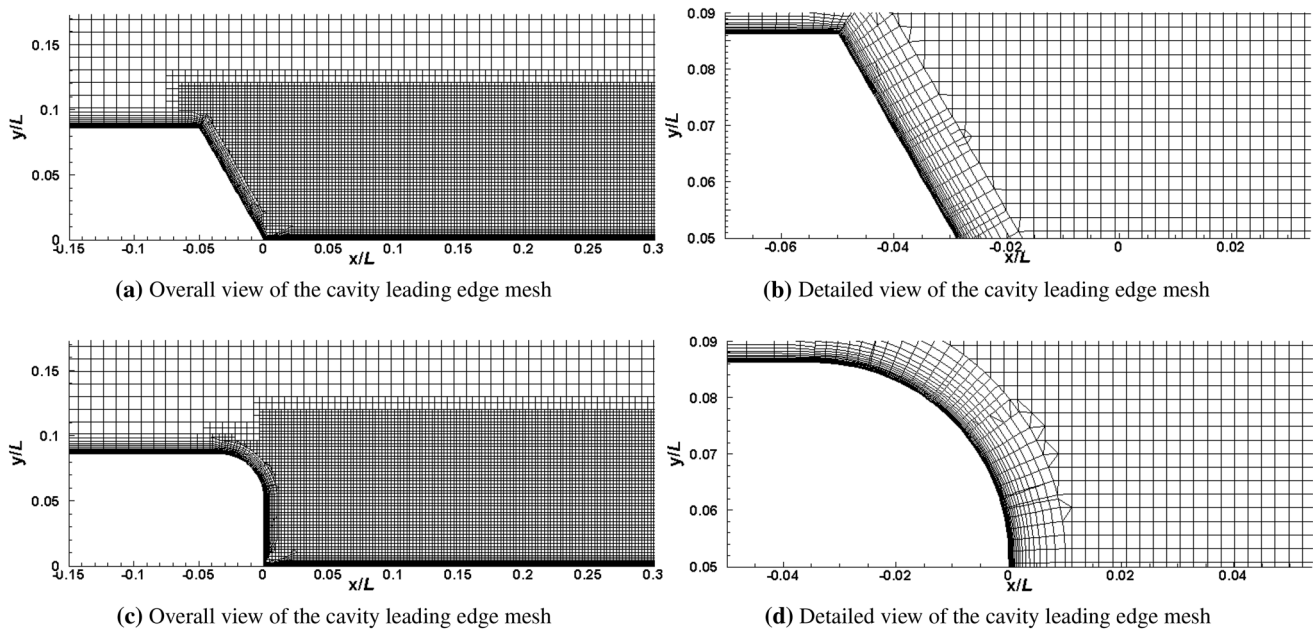 0.15
0.1
0.05
0
y/L
-0.15 -0.1 -0.05 0 0.05 0.1 0.15 0.2 0.25 0.3
x/L
(a) Overall view of the cavity leading edge mesh
0.09
0.08
0.07
0.06
0.05
y/L
-0.06 -0.04 -0.02 0 0.02
x/L
(b) Detailed view of the cavity leading edge mesh
0.15
0.1
0.05
0
y/L
-0.15 -0.1 -0.05 0 0.05 0.1 0.15 0.2 0.25 0.3
x/L
(c) Overall view of the cavity leading edge mesh
0.09
0.08
0.07
0.06
0.05
y/L
-0.04 -0.02 0 0.02 0.04
x/L
(d) Detailed view of the cavity leading edge mesh